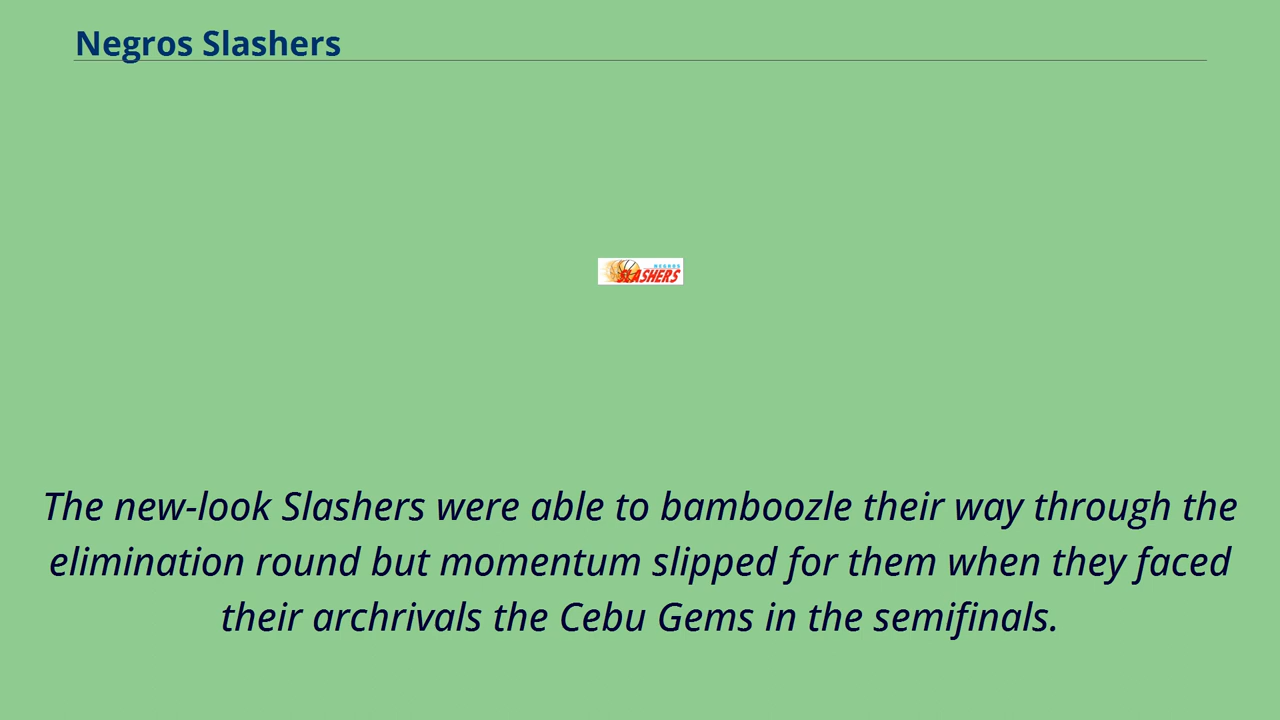 Negros Slashers
NEGROS
SLASHERS
The new-look Slashers were able to bamboozle their way through the
elimination round but momentum slipped for them when they faced
their archrivals the Cebu Gems in the semifinals.